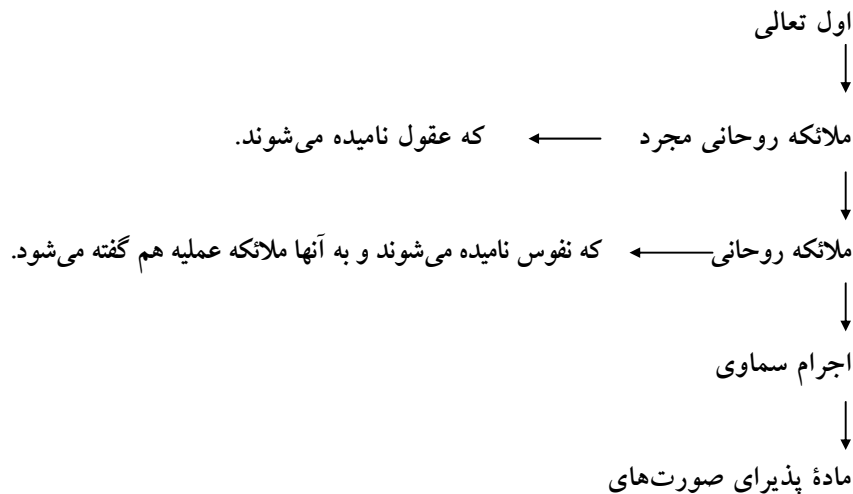 اول تعالی
ملائکه روحانی مجرد که عقول نامیده می‌شوند.
ملائکه روحانی که نفوس نامیده می‌شوند و به آنها ملائکه عملیه هم گفته می‌شود.
اجرام سماوی
مادهٔ پذیرای صورت‌های